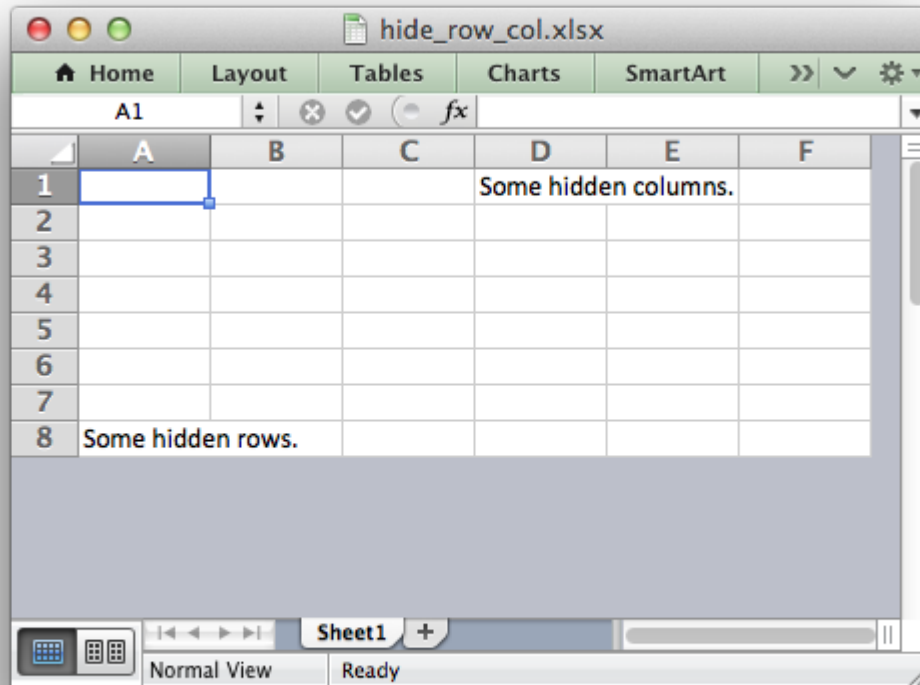 hide_row_col.xlsx
Home Layout Tables Charts SmartArt
A1 fx
A B C D E F
1 Some hidden columns.
2
3
4
5
6
7
8 Some hidden rows.
Sheet1 +
Normal View Ready